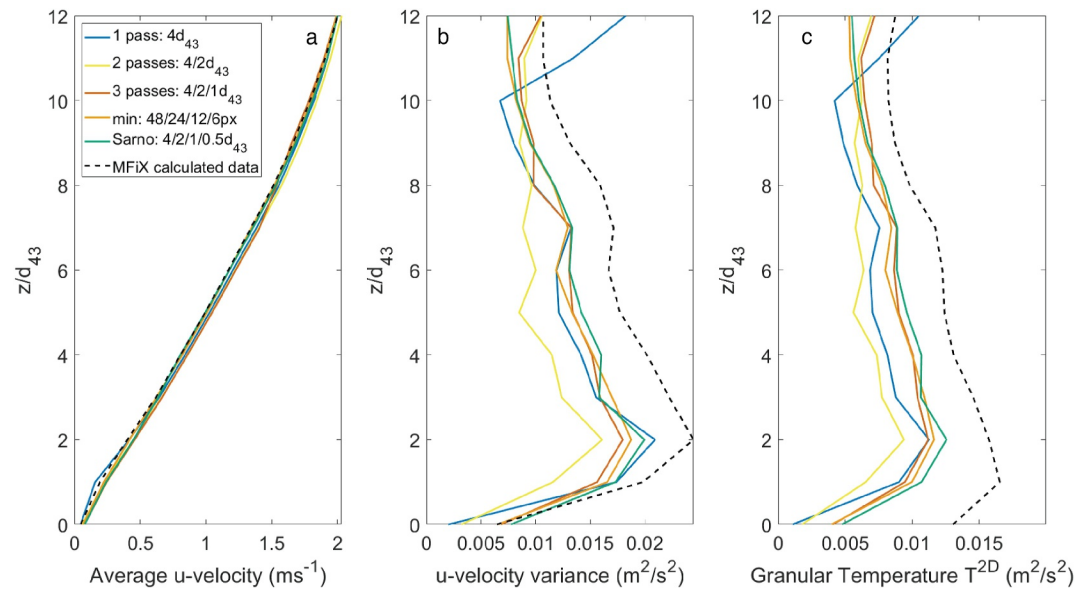 12
10
8
6
4
2
0
z/d43
0
0.5
1
1.5
2
Average u-velocity (ms-1)
a
1 pass: 4d43
2 passes: 4/2d43
3 passes: 4/2/1d43
min: 48/24/12/6px
Sarno: 4/2/1/0.5d43
MFiX calculated data
12
10
8
6
4
2
0
b
0
0.005
0.01
0.015
0.02
u-velocity variance (m2/s2)
12
10
8
6
4
2
0
z/d43
c
0
0.005
0.01
0.015
Granular Temperature T2D (m2/s2)